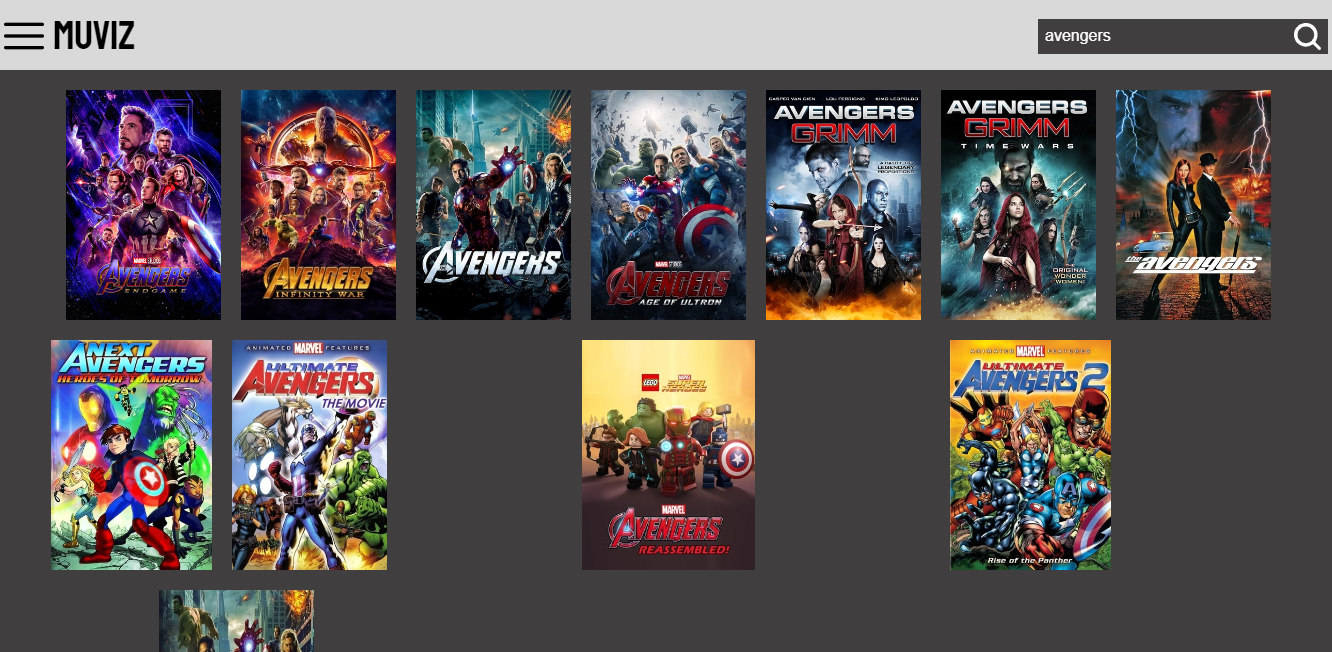 MUVIZ
avengers
MARVEL STUDIOS
AVENGERS
ENDGAME
AVENGERS
INFINITY WAR
AVENGERS
MARVEL STUDIOS
AVENGERS
AGE OF ULTRON
CASPER VAN DIEN LOU FERRIGNO KIMO LEOPOLDO
AVENGERS
GRIMM
LEGENDARY
PROPORTIONS
AVENGERS
GRIMM
TIME WARS
THE
ORIGINAL
WONDER
WOMEN!
the avengers
NEXT
AVENGERS
HEROES OF TOMORROW
ANIMATED MARVEL FEATURES
ULTIMATE
AVENGERS
THE MOVIE
LEGO MARVEL SUPER HEROES
MARVEL
AVENGERS
REASSEMBLED!
ANIMATED MARVEL FEATURES
ULTIMATE
AVENGERS 2
Rise of the Panther